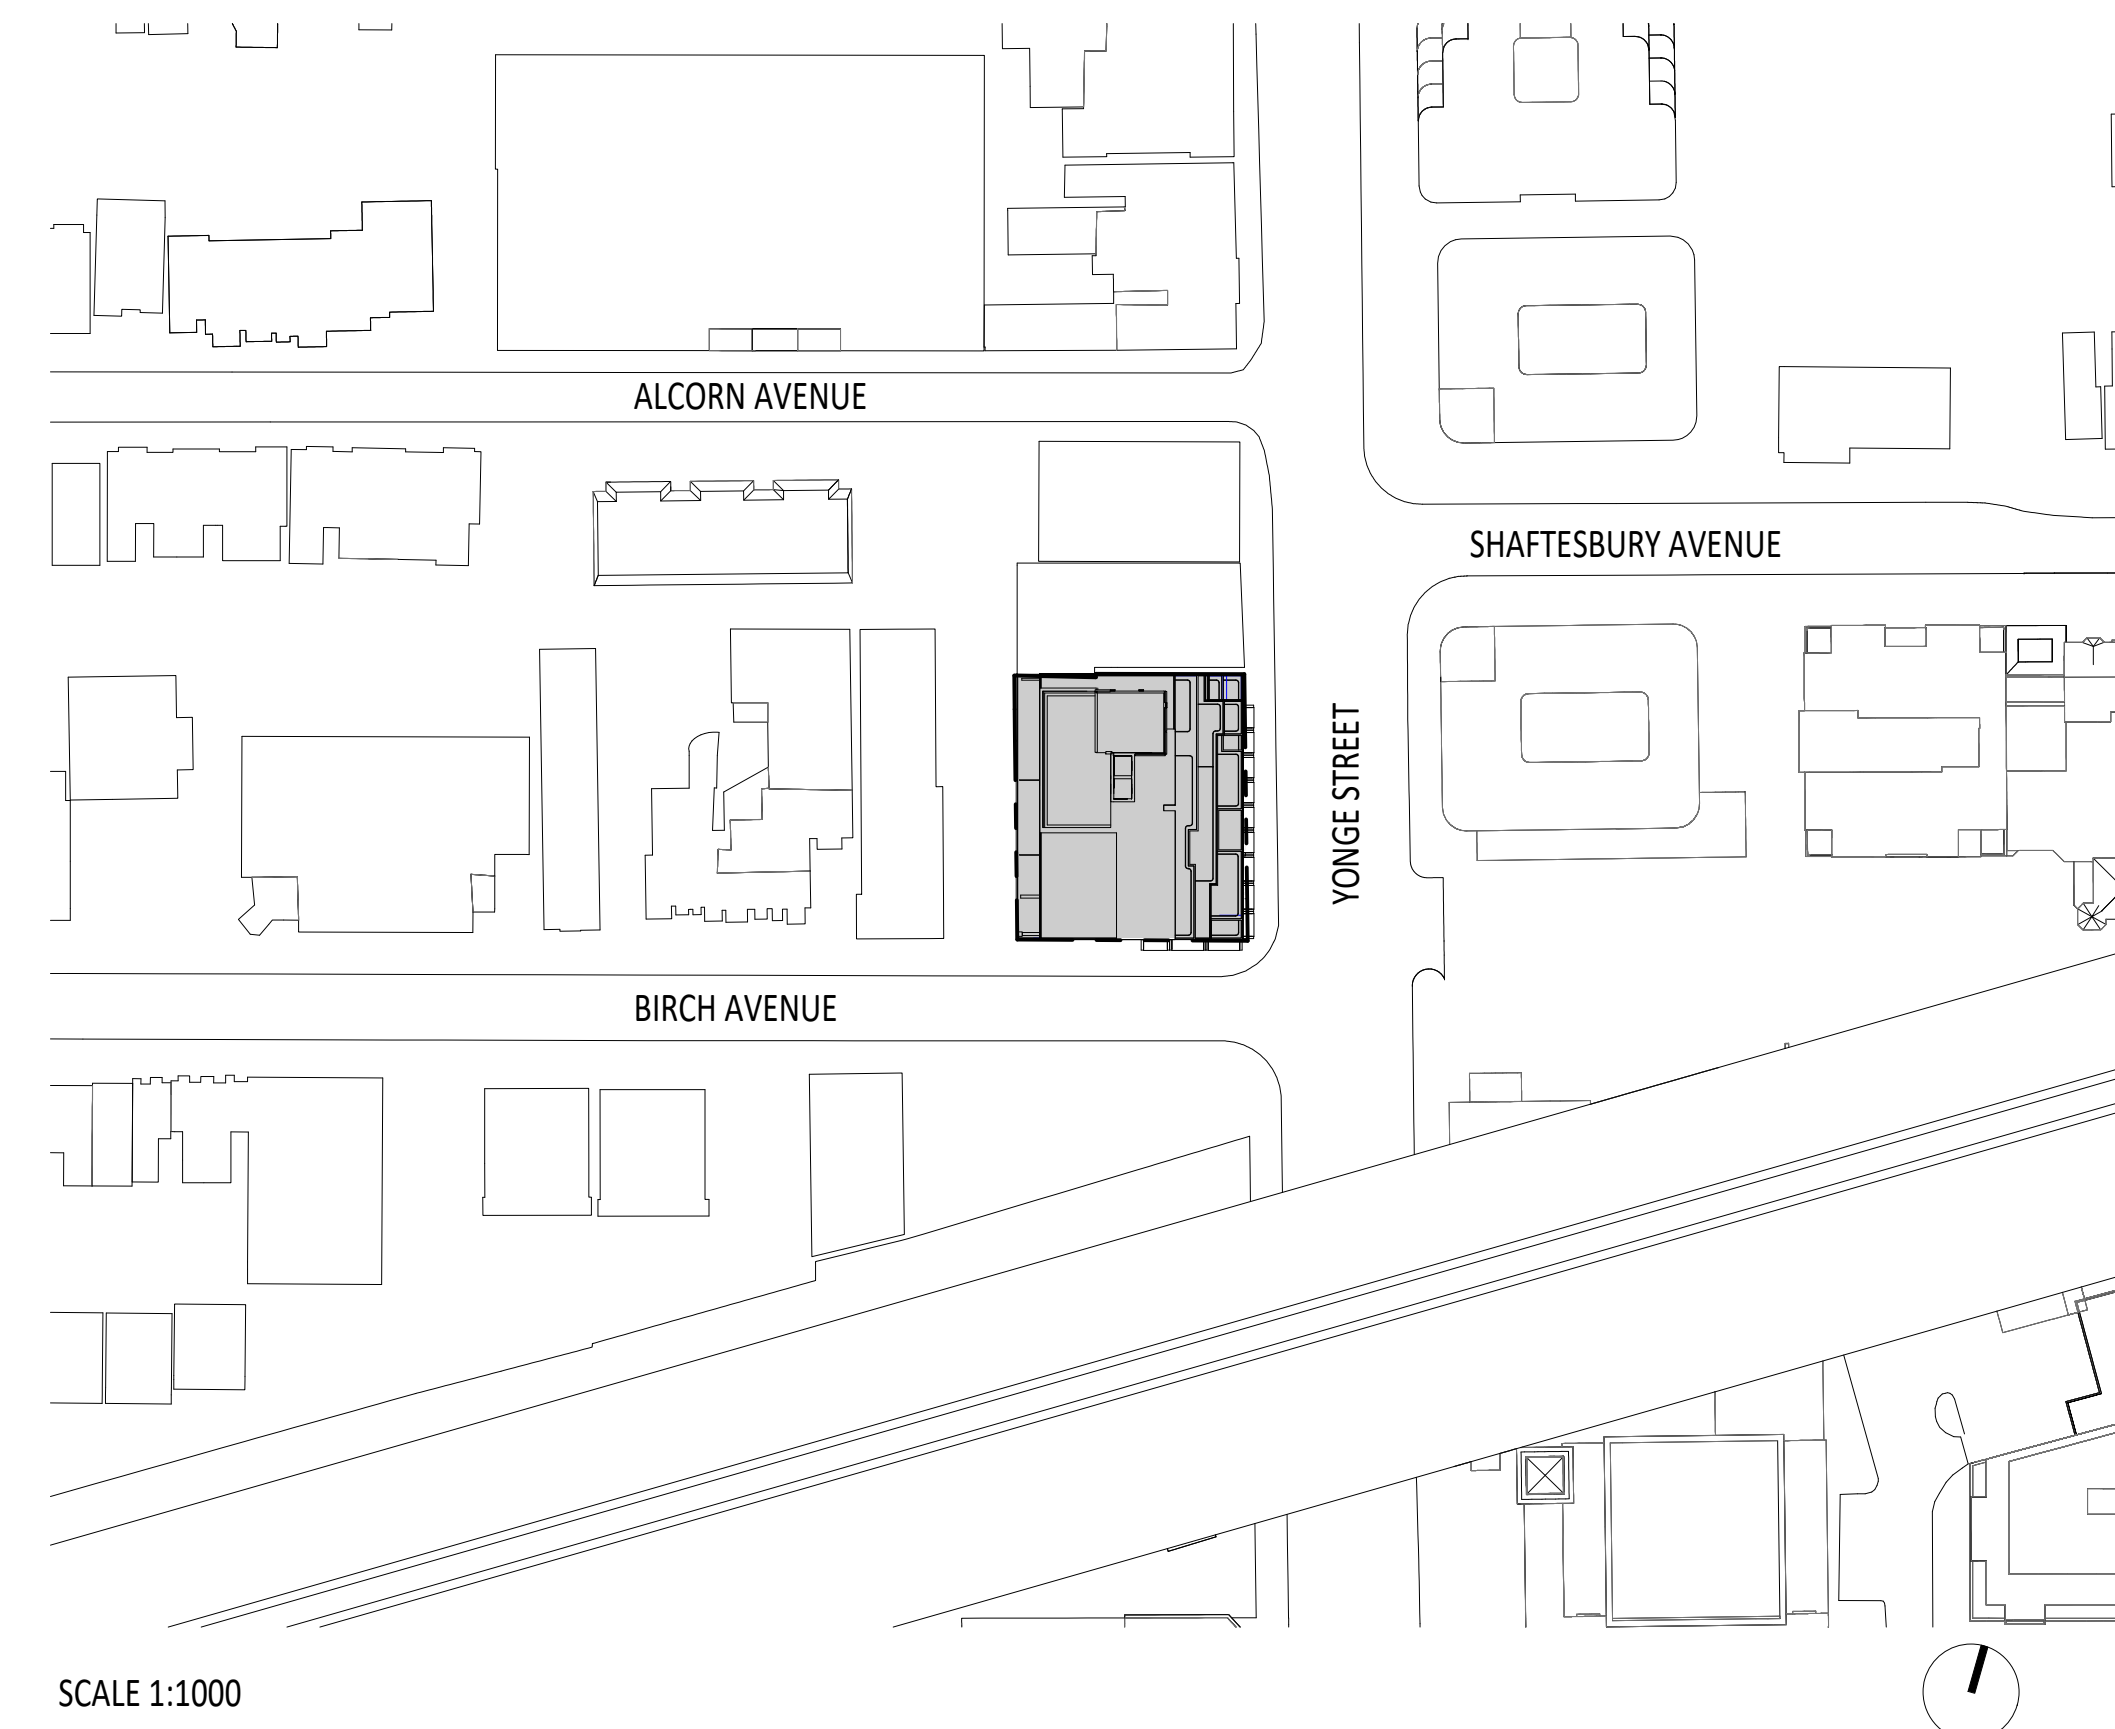 ALCORN AVENUE
SHAFTESBURY AVENUE
YONGE STREET
BIRCH AVENUE
SCALE 1:1000